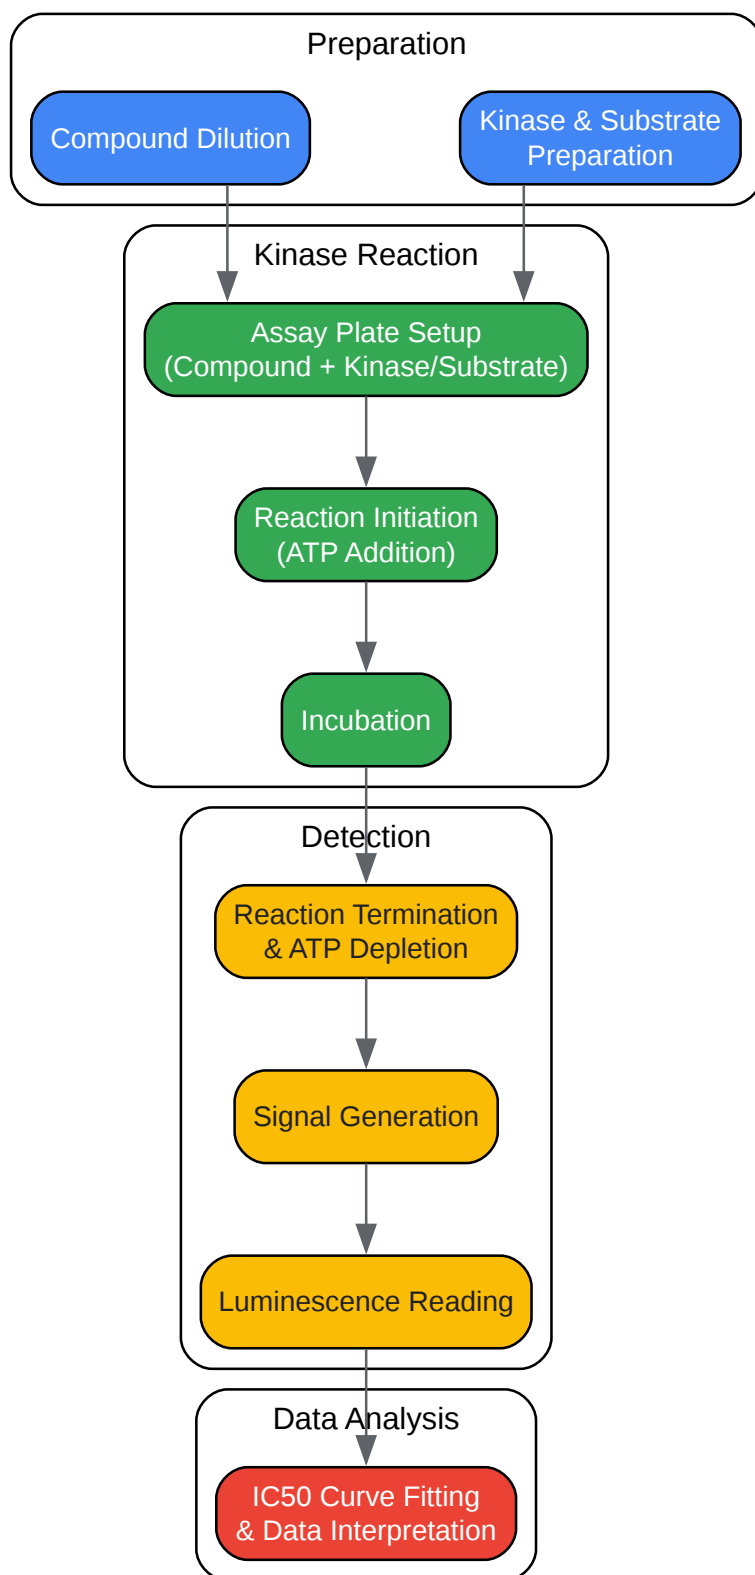 Preparation
Compound Dilution
Kinase & Substrate
Preparation
Kinase Reaction
Assay Plate Setup
(Compound + Kinase/Substrate)
Reaction Initiation
(ATP Addition)
Incubation
Detection
Reaction Termination
& ATP Depletion
Signal Generation
Luminescence Reading
Data Analysis
IC50 Curve Fitting
& Data Interpretation